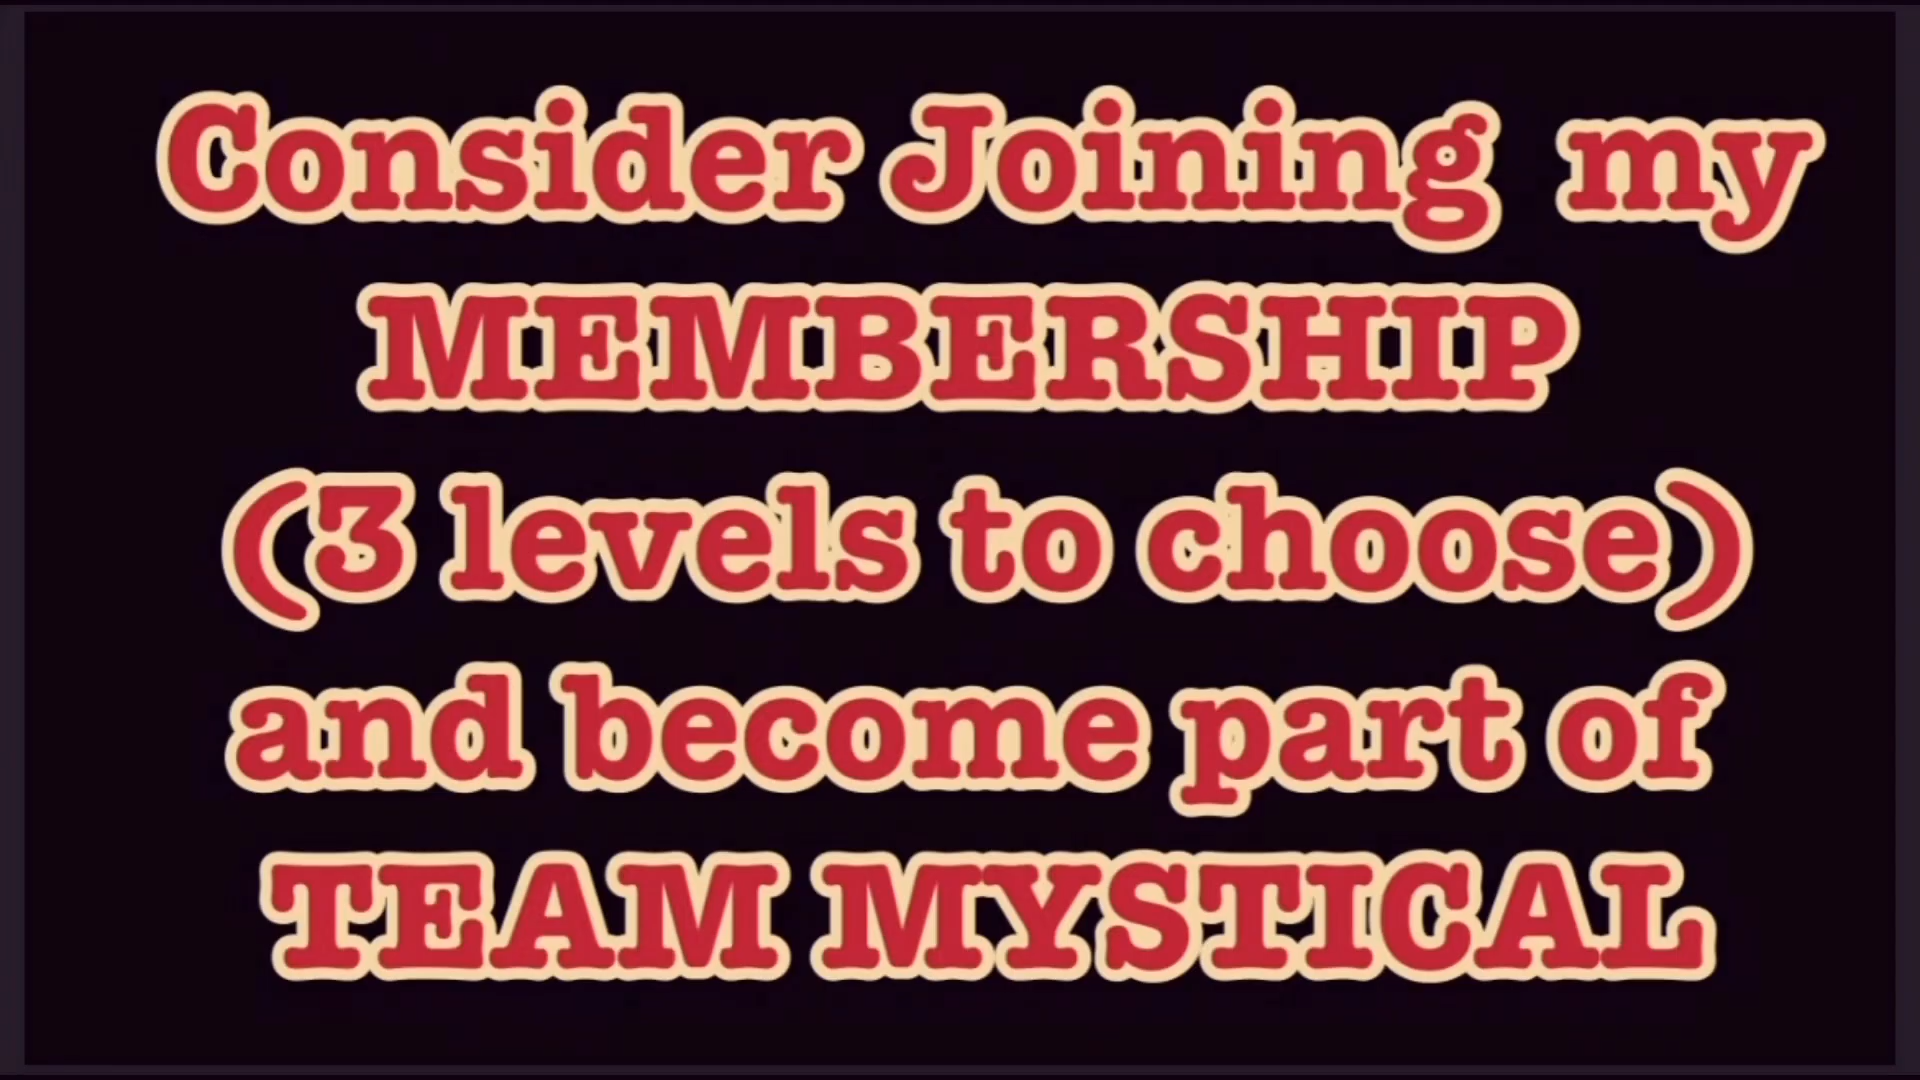 Consider Joining my
MEMBERSHIP
(3 levels to choose)
and become part of
TEAM MYSTICAL